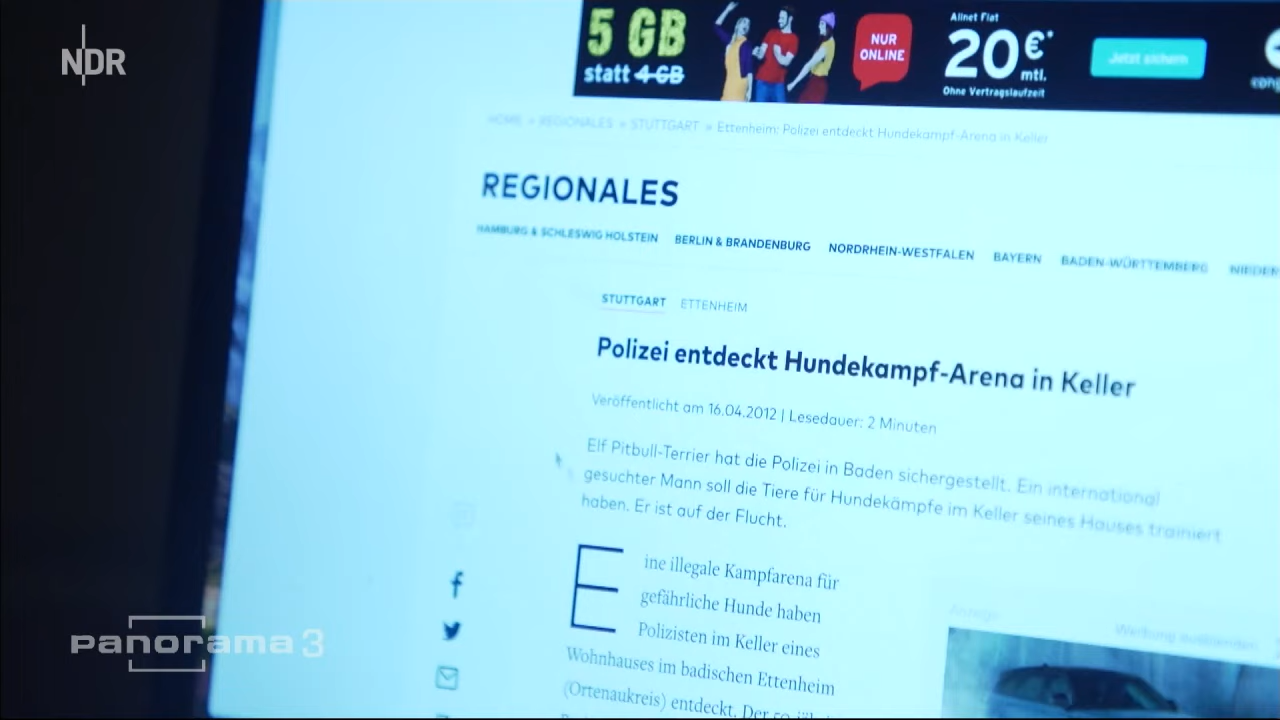 NDR
5 GB
statt 4 GB
NUR
ONLINE
Allnet Flat
20 €*
mtl.
Ohne Vertragslaufzeit
Jetzt sichern
HOME » REGIONALES » STUTTGART » Ettenheim: Polizei entdeckt Hundekampf-Arena in Keller
REGIONALES
HAMBURG & SCHLESWIG HOLSTEIN BERLIN & BRANDENBURG NORDRHEIN-WESTFALEN BAYERN BADEN-WÜRTTEMBERG
STUTTGART ETTENHEIM
Polizei entdeckt Hundekampf-Arena in Keller
Veröffentlicht am 16.04.2012 | Lesedauer: 2 Minuten
Elf Pitbull-Terrier hat die Polizei in Baden sichergestellt. Ein international
gesuchter Mann soll die Tiere für Hundekämpfe im Keller seines Hauses trainiert
haben. Er ist auf der Flucht.
Eine illegale Kampfarena für
gefährliche Hunde haben
Polizisten im Keller eines
Wohnhauses im badischen Ettenheim
(Ortenaukreis) entdeckt. Der
Anzeige
Werbung ausblenden
panorama 3